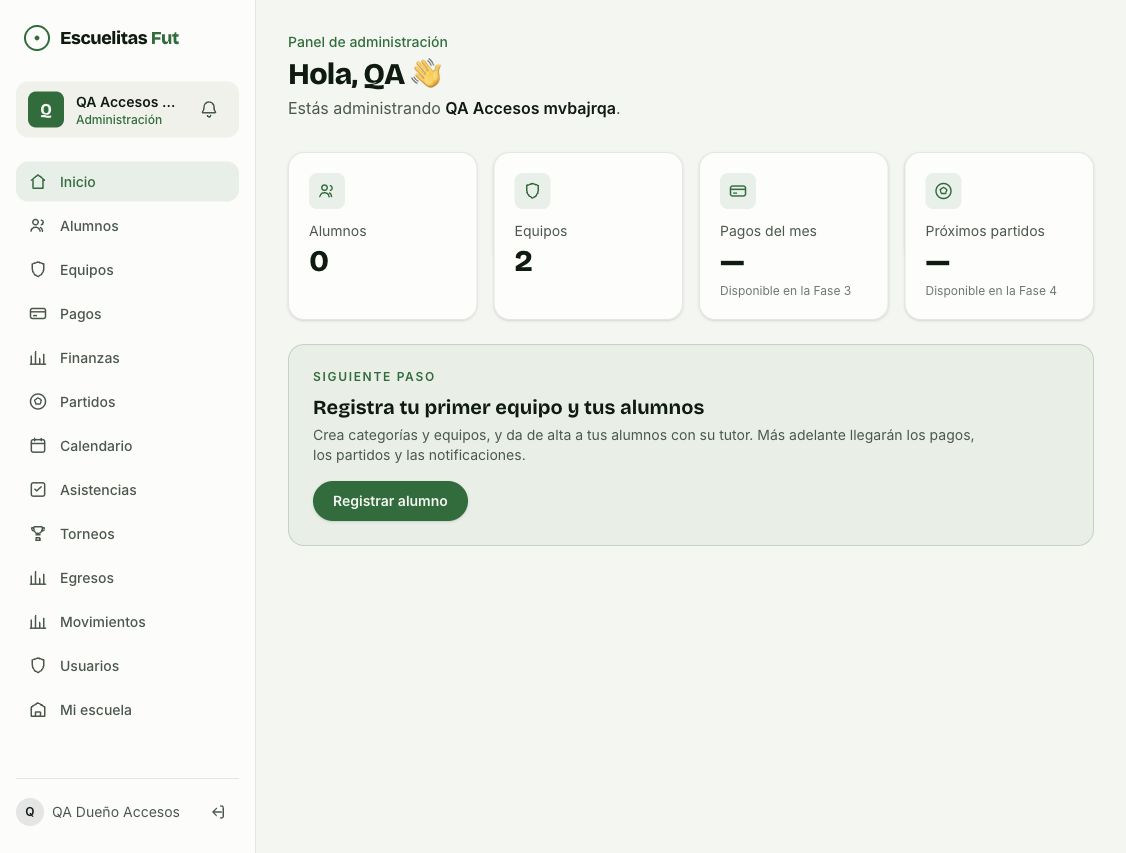 Escuelitas Fut
Q
QA Accesos ...
Administración
Inicio
Alumnos
Equipos
Pagos
Finanzas
Partidos
Calendario
Asistencias
Torneos
Egresos
Movimientos
Usuarios
Mi escuela
Q
QA Dueño Accesos
Panel de administración
Hola, QA 👋
Estás administrando QA Accesos mvbajrqa.
Alumnos
0
Equipos
2
Pagos del mes
—
Disponible en la Fase 3
Próximos partidos
—
Disponible en la Fase 4
SIGUIENTE PASO
Registra tu primer equipo y tus alumnos
Crea categorías y equipos, y da de alta a tus alumnos con su tutor. Más adelante llegarán los pagos,
los partidos y las notificaciones.
Registrar alumno